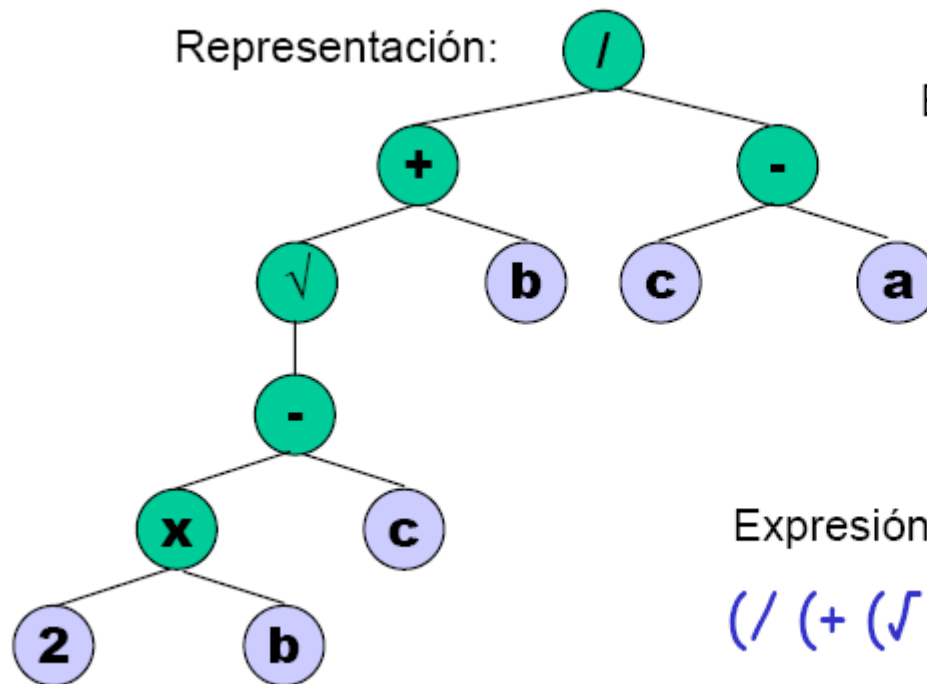 Representación: /
+ -
√ b c a
-
x c
2 b
Expresión
(/ (+ (√